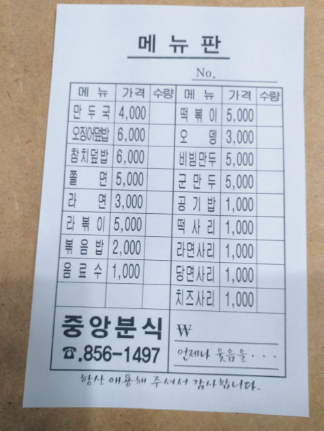 메뉴판
No.
메 뉴 가격 수량 메 뉴 가격 수량
만두국 4,000 떡볶이 5,000
오징어덮밥 6,000 오 뎅 3,000
참치덮밥 6,000 비빔만두 5,000
쫄 면 5,000 군만두 5,000
라 면 3,000 공기밥 1,000
라볶이 5,000 떡사리 1,000
볶음밥 2,000 라면사리 1,000
음료수 1,000 당면사리 1,000
치즈사리 1,000
중앙분식 ₩
☎.856-1497 언제나 웃음을...
항상 애용해 주셔서 감사합니다.